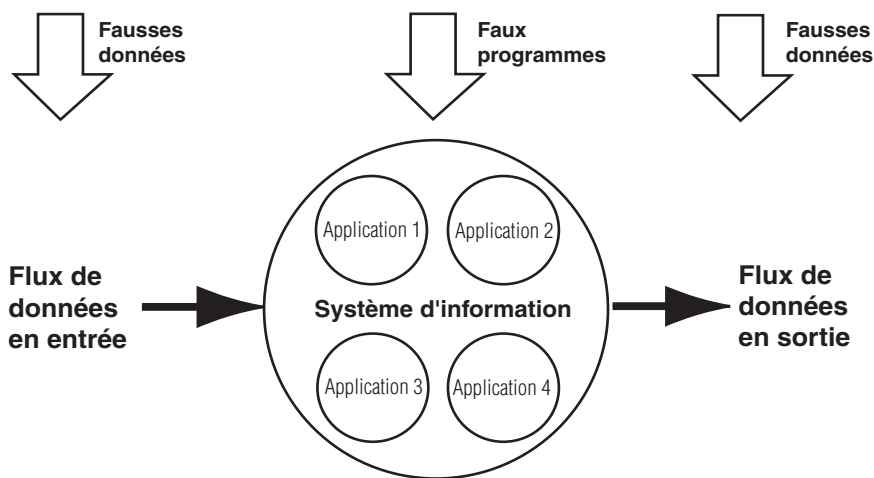 Fausses
données
Faux
programmes
Fausses
données
Application 1
Application 2
Flux de
données
en entrée
Système d'information
Flux de
données
en sortie
Application 3
Application 4